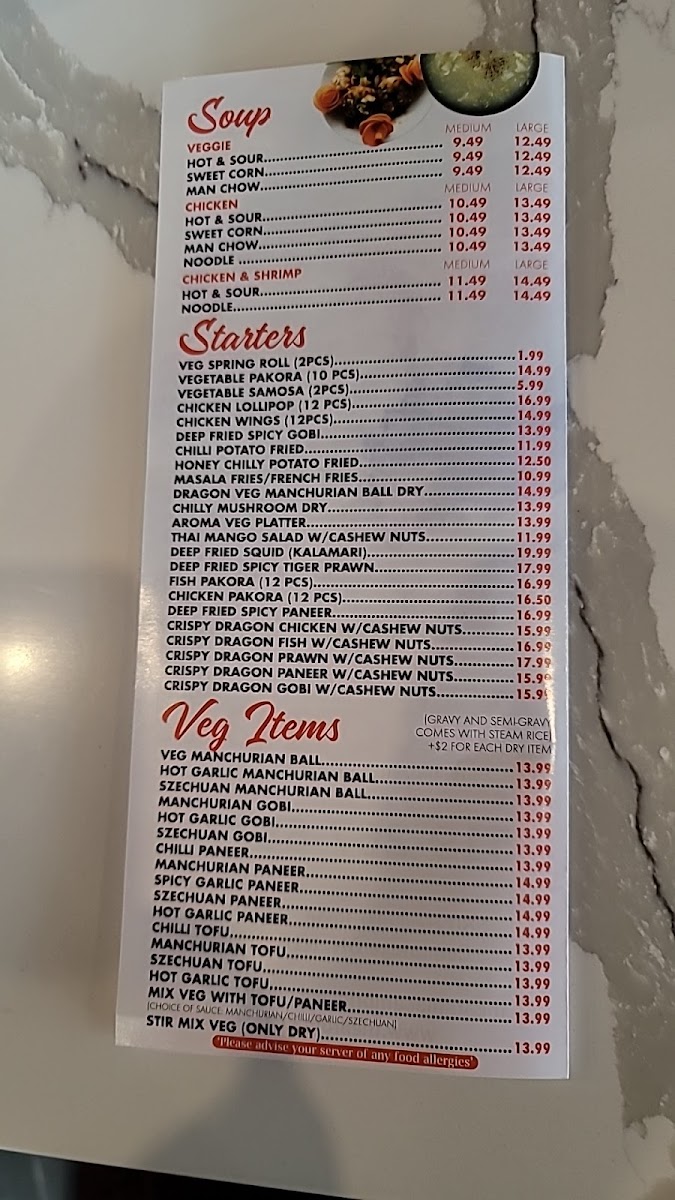 Soup
VEGGIE MEDIUM LARGE
HOT & SOUR 9.49 12.49
SWEET CORN 9.49 12.49
MAN CHOW 9.49 12.49
CHICKEN MEDIUM LARGE
HOT & SOUR 10.49 13.49
SWEET CORN 10.49 13.49
MAN CHOW 10.49 13.49
NOODLE 10.49 13.49
CHICKEN & SHRIMP MEDIUM LARGE
HOT & SOUR 11.49 14.49
NOODLE 11.49 14.49
Starters
VEG SPRING ROLL (2PCS) 1.99
VEGETABLE PAKORA (10 PCS) 14.99
VEGETABLE SAMOSA (2PCS) 5.99
CHICKEN LOLLIPOP (12 PCS) 16.99
CHICKEN WINGS (12PCS) 14.99
DEEP FRIED SPICY GOBI 13.99
CHILLI POTATO FRIED 11.99
HONEY CHILLY POTATO FRIED 12.50
MASALA FRIES/FRENCH FRIES 10.99
DRAGON VEG MANCHURIAN BALL DRY 14.99
CHILLY MUSHROOM DRY 13.99
AROMA VEG PLATTER 13.99
THAI MANGO SALAD W/CASHEW NUTS 11.99
DEEP FRIED SQUID (KALAMARI) 19.99
DEEP FRIED SPICY TIGER PRAWN 17.99
FISH PAKORA (12 PCS) 16.99
CHICKEN PAKORA (12 PCS) 16.50
DEEP FRIED SPICY PANEER 16.99
CRISPY DRAGON CHICKEN W/CASHEW NUTS 15.99
CRISPY DRAGON FISH W/CASHEW NUTS 16.99
CRISPY DRAGON PRAWN W/CASHEW NUTS 17.99
CRISPY DRAGON PANEER W/CASHEW NUTS 15.99
CRISPY DRAGON GOBI W/CASHEW NUTS 15.99
Veg Items
(GRAVY AND SEMI-GRAVY
COMES WITH STEAM RICE)
+$2 FOR EACH DRY ITEM
VEG MANCHURIAN BALL 13.99
HOT GARLIC MANCHURIAN BALL 13.99
SZECHUAN MANCHURIAN BALL 13.99
MANCHURIAN GOBI 13.99
HOT GARLIC GOBI 13.99
SZECHUAN GOBI 13.99
CHILLI PANEER 13.99
MANCHURIAN PANEER 14.99
SPICY GARLIC PANEER 14.99
SZECHUAN PANEER 14.99
HOT GARLIC PANEER 14.99
CHILLI TOFU 13.99
MANCHURIAN TOFU 13.99
SZECHUAN TOFU 13.99
HOT GARLIC TOFU 13.99
MIX VEG WITH TOFU/PANEER 13.99
(CHOICE OF SAUCE: MANCHURIAN/CHILLI/GARLIC/SZECHUAN)
STIR MIX VEG (ONLY DRY) 13.99
'Please advise your server of any food allergies'